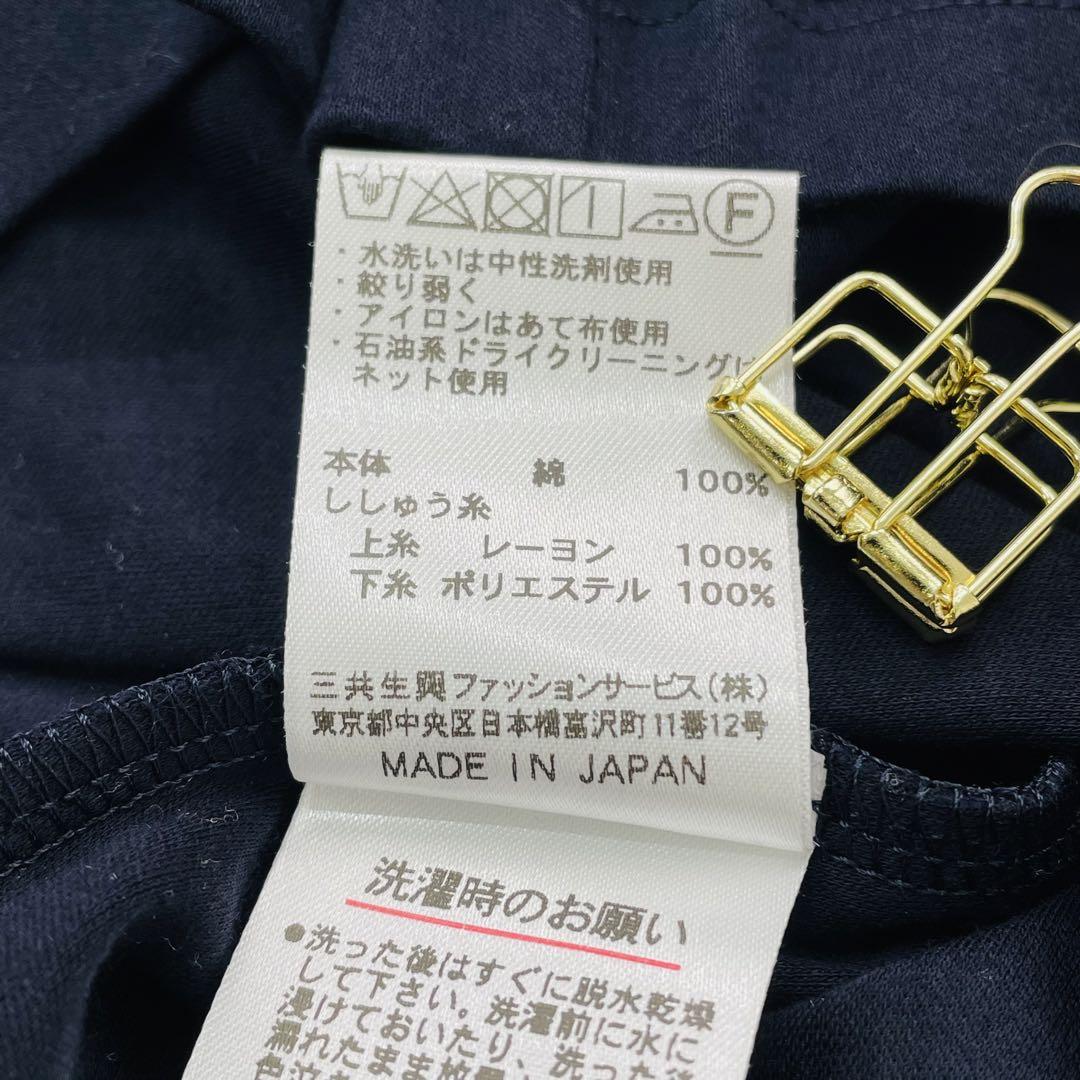 F
・水洗いは中性洗剤使用
・絞り弱く
・アイロンはあて布使用
・石油系ドライクリーニングは
ネット使用
本体 綿 100%
ししゅう糸
上糸 レーヨン 100%
下糸 ポリエステル 100%
三共生興ファッションサービス(株)
東京都中央区日本橋富沢町11番12号
MADE IN JAPAN
洗濯時のお願い
●洗った後はすぐに脱水乾燥
して下さい。洗濯前に水に
浸けておいたり、洗った
濡れたまま放